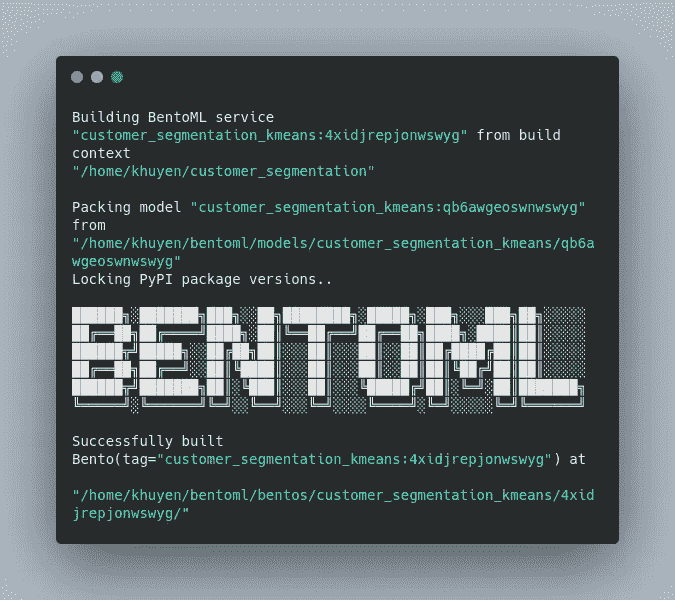 Building BentoML service
"customer_segmentation_kmeans:4xidjrepjonwswyg" from build
context
"/home/khuyen/customer_segmentation"
Packing model "customer_segmentation_kmeans:qb6awgeoswnwswyg"
from
"/home/khuyen/bentoml/models/customer_segmentation_kmeans/qb6a
wgeoswnwswyg"
Locking PyPI package versions..
BENTOML
Successfully built
Bento(tag="customer_segmentation_kmeans:4xidjrepjonwswyg") at
"/home/khuyen/bentoml/bentos/customer_segmentation_kmeans/4xid
jrepjonwswyg/"